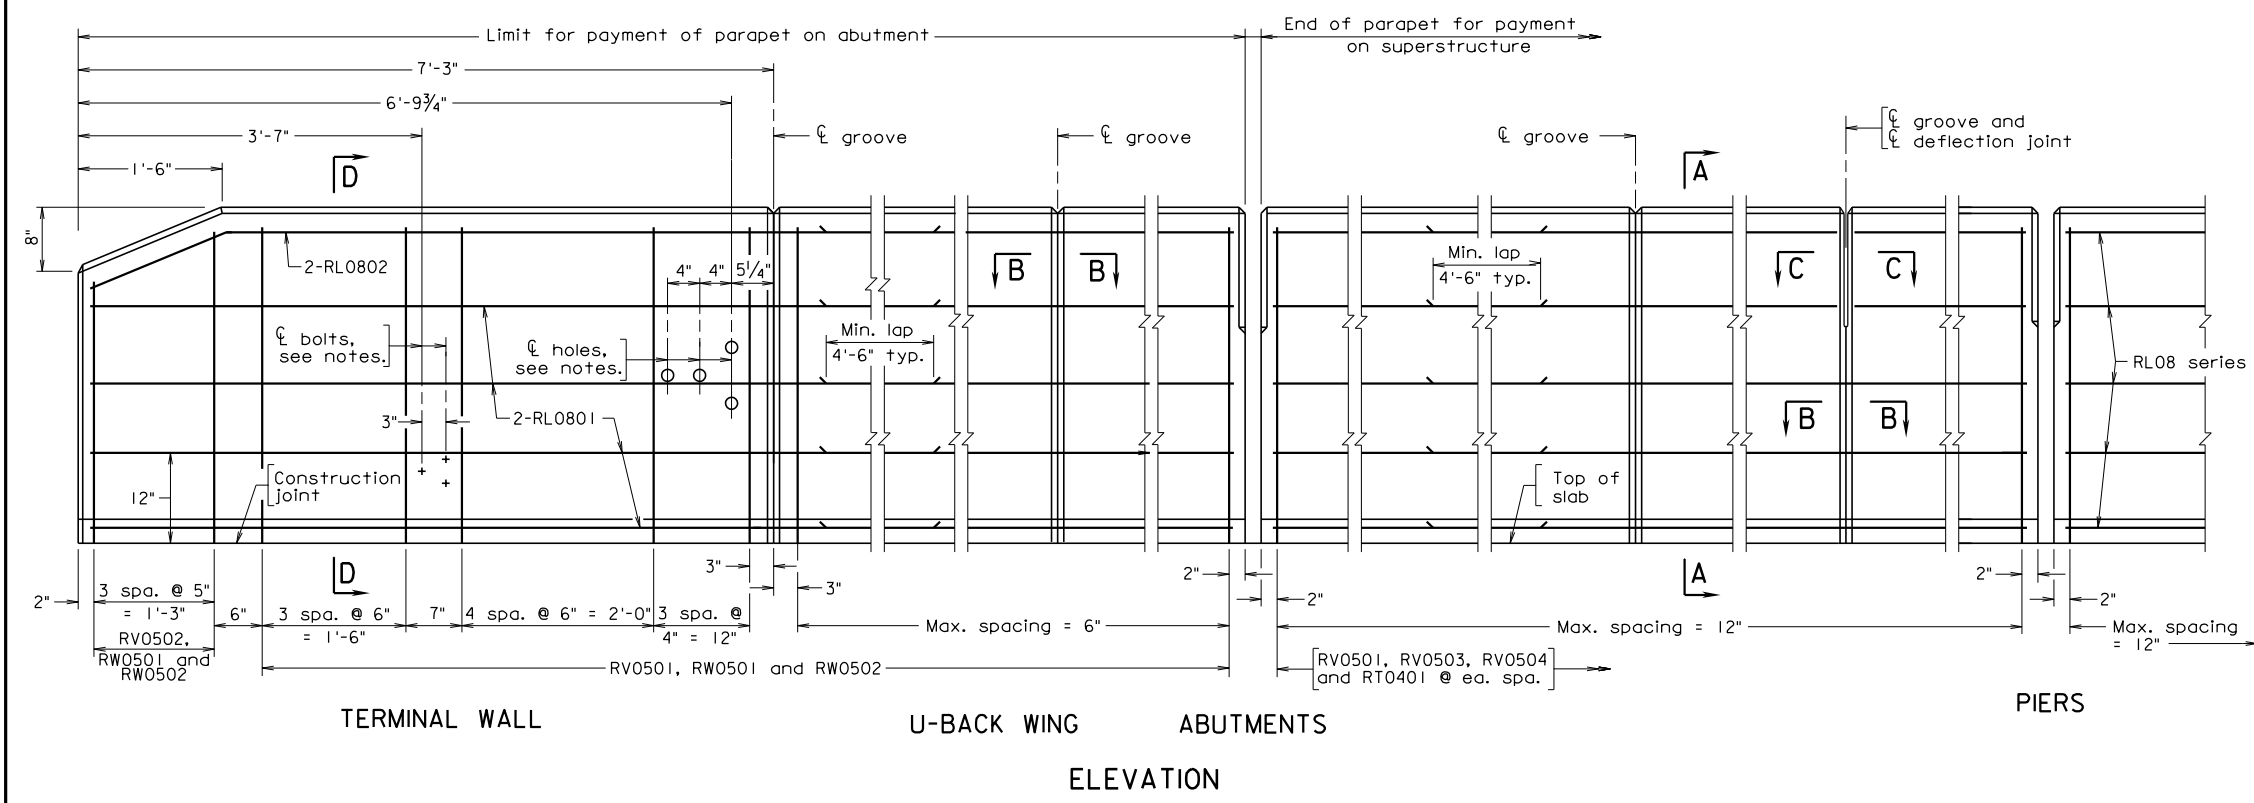 Limit for payment of parapet on abutment
End of parapet for payment
on superstructure
7'-3"
6'-9¾"
3'-7"
1'-6"
℄ groove
℄ groove
℄ groove
℄ groove and
℄ deflection joint
D
A
8"
2-RL0802
4"
4"
5¼"
B
B
Min. lap
4'-6" typ.
C
C
℄ bolts,
see notes.
℄ holes,
see notes.
Min. lap
4'-6" typ.
RL08 series
3"
2-RL0801
B
B
12"
Construction
joint
Top of
slab
2"
3 spa. @ 5"
= 1'-3"
RV0502,
RW0501 and
RW0502
6"
3 spa. @ 6"
= 1'-6"
D
7"
4 spa. @ 6" = 2'-0"
3 spa. @
4" = 12"
3"
3"
Max. spacing = 6"
2"
2"
A
Max. spacing = 12"
2"
2"
Max. spacing
= 12"
RV0501, RW0501 and RW0502
RV0501, RV0503, RV0504
and RT0401 @ ea. spa.
TERMINAL WALL
U-BACK WING
ABUTMENTS
PIERS
ELEVATION